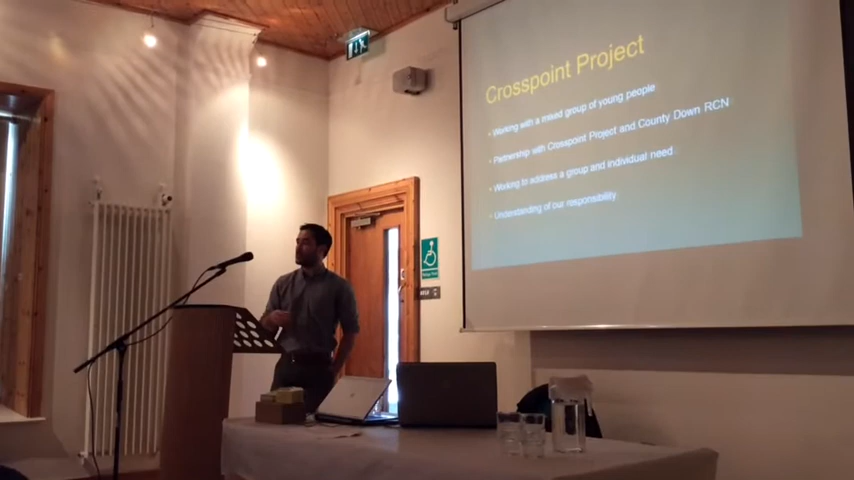 Crosspoint Project
Working with a mixed group of young people
Partnership with Crosspoint Project and County Down RCN
Working to address a group and individual need
Understanding of our responsibility